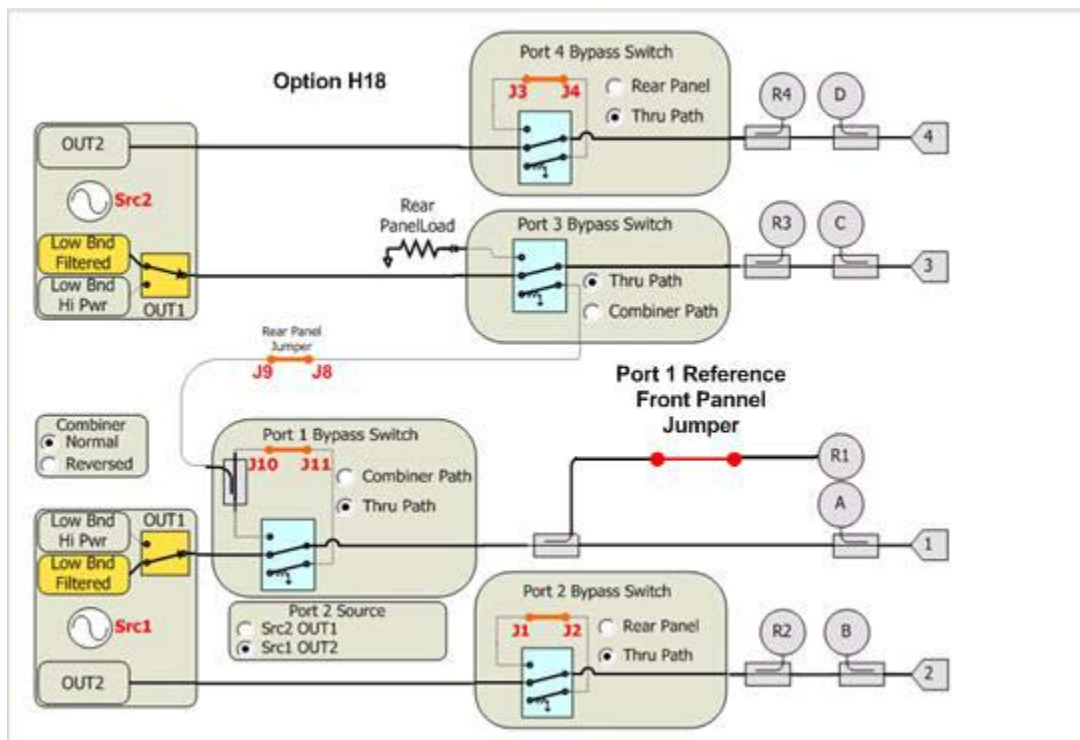 Option H18
Port 4 Bypass Switch
J3
J4
Rear Panel
Thru Path
R4
D
4
OUT2
Src2
Low Bnd
Filtered
Low Bnd
Hi Pwr
OUT1
Rear
PanelLoad
Port 3 Bypass Switch
Thru Path
Combiner Path
R3
C
3
Rear Panel
Jumper
J9
J8
Port 1 Reference
Front Pannel
Jumper
Combiner
Normal
Reversed
Port 1 Bypass Switch
J10
J11
Combiner Path
Thru Path
R1
A
1
OUT1
Low Bnd
Hi Pwr
Low Bnd
Filtered
Src1
OUT2
Port 2 Source
Src2 OUT1
Src1 OUT2
Port 2 Bypass Switch
J1
J2
Rear Panel
Thru Path
R2
B
2